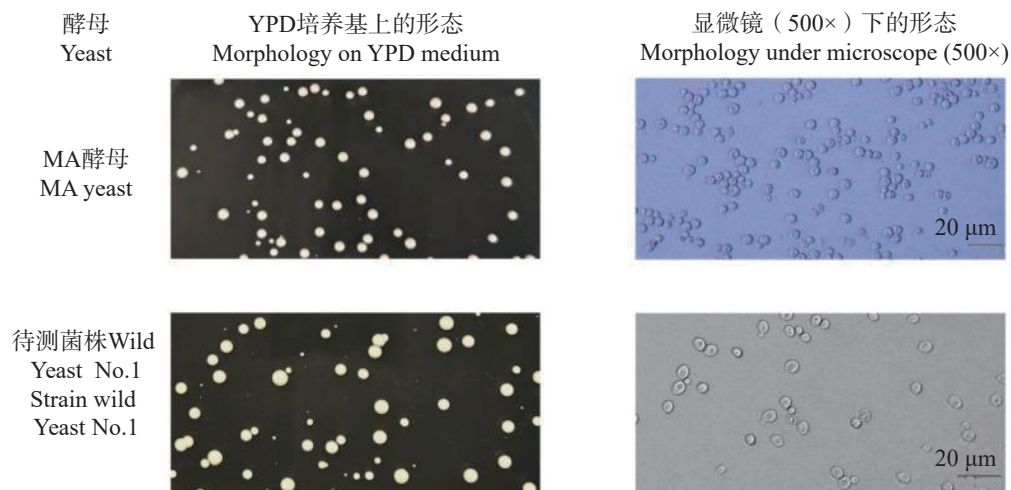 酵母
Yeast
YPD培养基上的形态
Morphology on YPD medium
显微镜（500×）下的形态
Morphology under microscope (500×)
MA酵母
MA yeast
20 μm
待测菌株Wild
Yeast No.1
Strain wild
Yeast No.1
20 μm